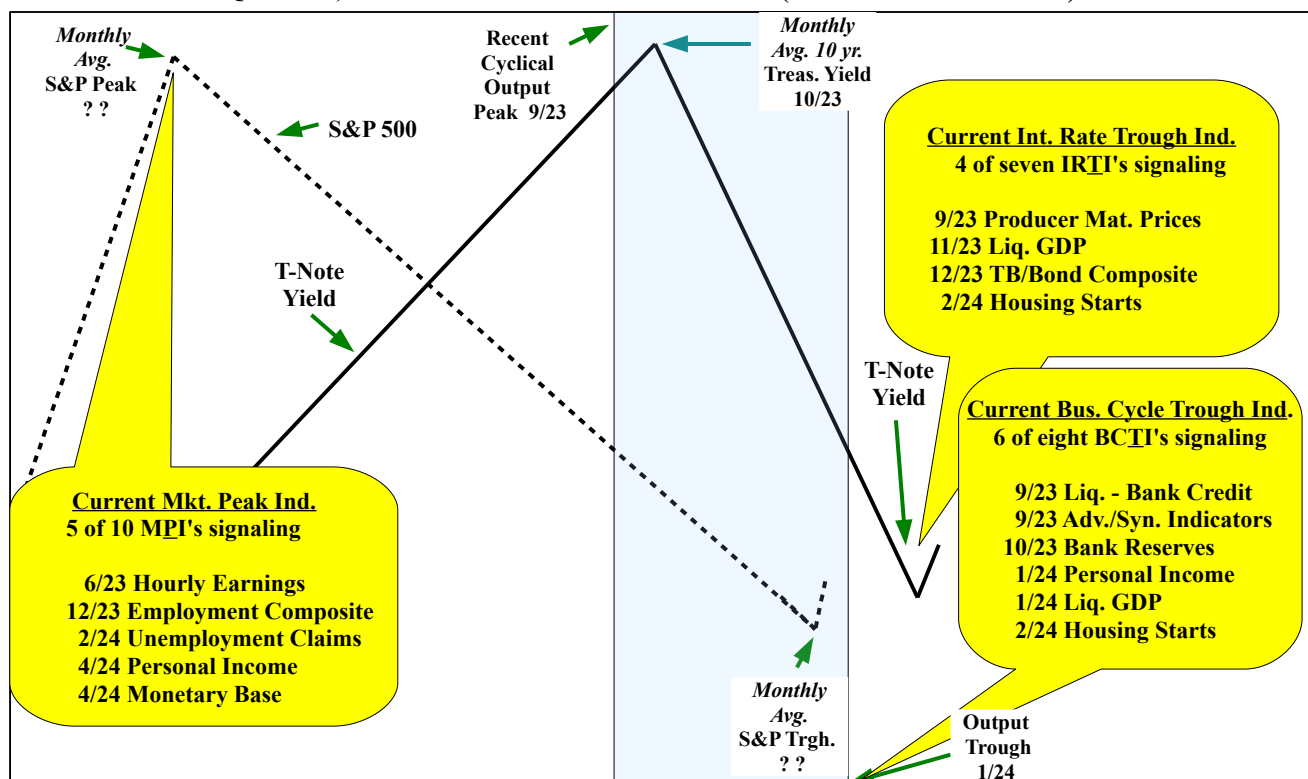 Monthly
Avg.
S&P Peak
? ?
S&P 500
Recent
Cyclical
Output
Peak 9/23
Monthly
Avg. 10 yr.
Treas. Yield
10/23
Current Int. Rate Trough Ind.
4 of seven IRTI's signaling
9/23 Producer Mat. Prices
11/23 Liq. GDP
12/23 TB/Bond Composite
2/24 Housing Starts
T-Note
Yield
T-Note
Yield
Current Bus. Cycle Trough Ind.
6 of eight BCTI's signaling
9/23 Liq. - Bank Credit
9/23 Adv./Syn. Indicators
10/23 Bank Reserves
1/24 Personal Income
1/24 Liq. GDP
2/24 Housing Starts
Current Mkt. Peak Ind.
5 of 10 MPI's signaling
6/23 Hourly Earnings
12/23 Employment Composite
2/24 Unemployment Claims
4/24 Personal Income
4/24 Monetary Base
Monthly
Avg.
S&P Trgh.
? ?
Output
Trough
1/24